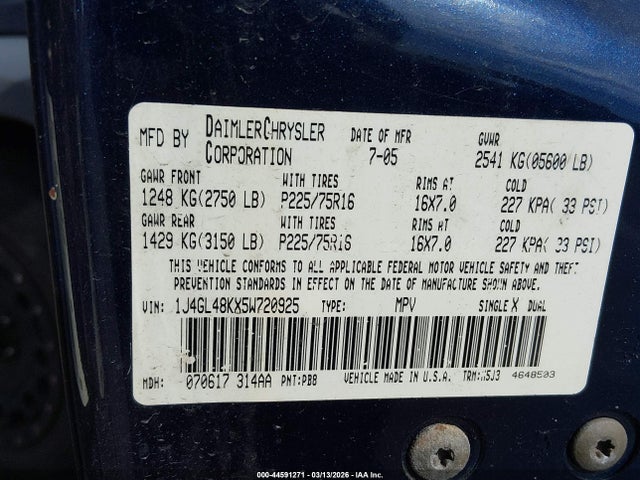 MFD BY DAIMLERCHRYSLER CORPORATION DATE OF MFR 7-05 GVWR 2541 KG(05600 LB)
GAWR FRONT WITH TIRES RIMS AT COLD
1248 KG(2750 LB) P225/75R16 16X7.0 227 KPA( 33 PSI)
GAWR REAR WITH TIRES RIMS AT COLD
1429 KG(3150 LB) P225/75R16 16X7.0 227 KPA( 33 PSI)
THIS VEHICLE CONFORMS TO ALL APPLICABLE FEDERAL MOTOR VEHICLE SAFETY AND THEFT
PREVENTION STANDARDS IN EFFECT ON THE DATE OF MANUFACTURE SHOWN ABOVE.
VIN: 1J4GL48KX5W720925 TYPE: MPV SINGLE X DUAL
MDH: 070617 314AA PNT:PB8 VEHICLE MADE IN U.S.A. TRM: 4648503
000-44591271 - 03/13/2026 - IAA Inc.